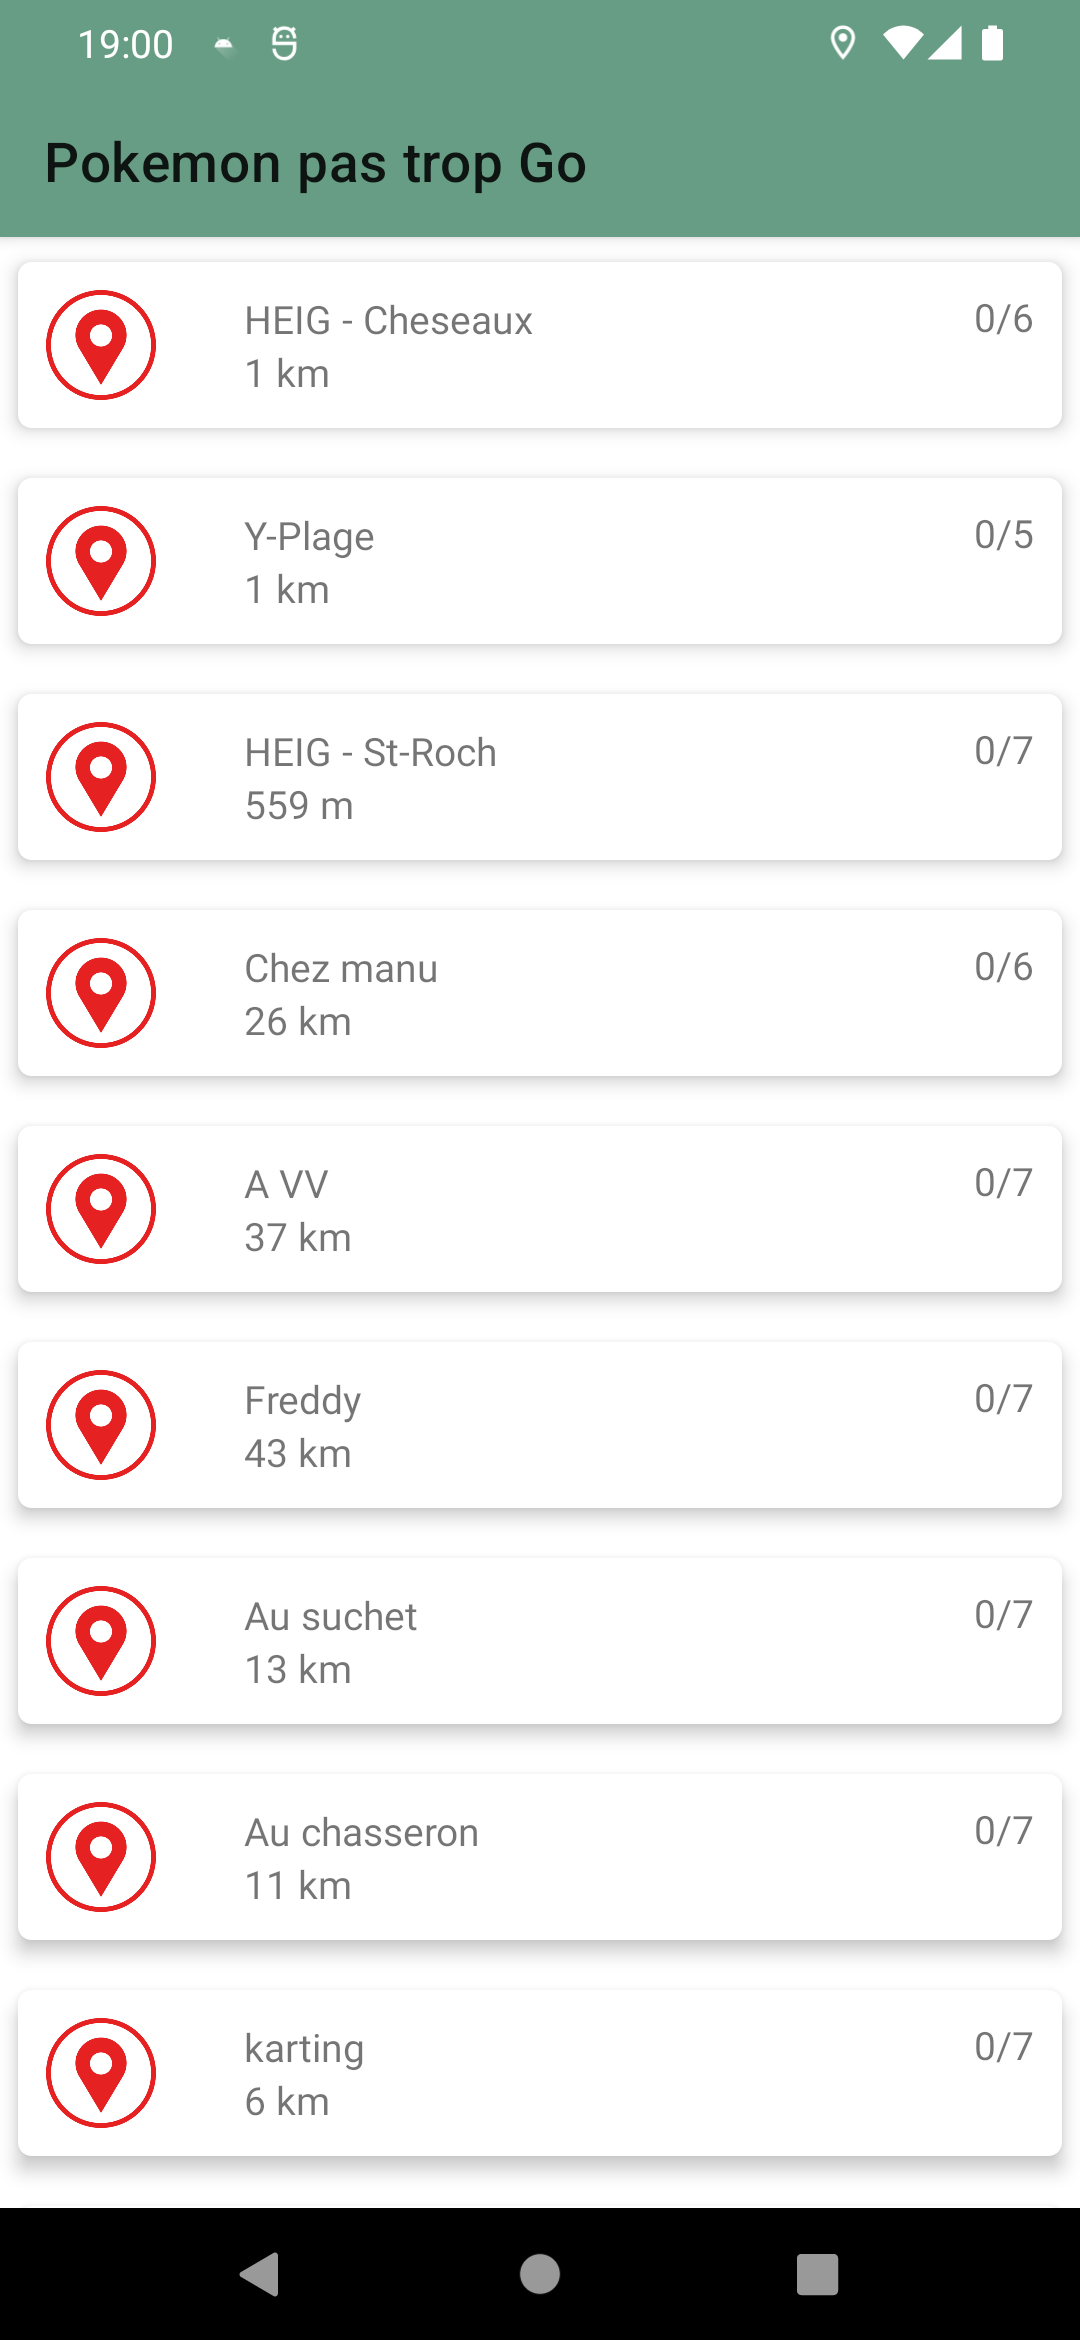 19:00
Pokemon pas trop Go
HEIG - Cheseaux
0/6
1 km
Y-Plage
0/5
1 km
HEIG - St-Roch
0/7
559 m
Chez manu
0/6
26 km
A VV
0/7
37 km
Freddy
0/7
43 km
Au suchet
0/7
13 km
Au chasseron
0/7
11 km
karting
0/7
6 km